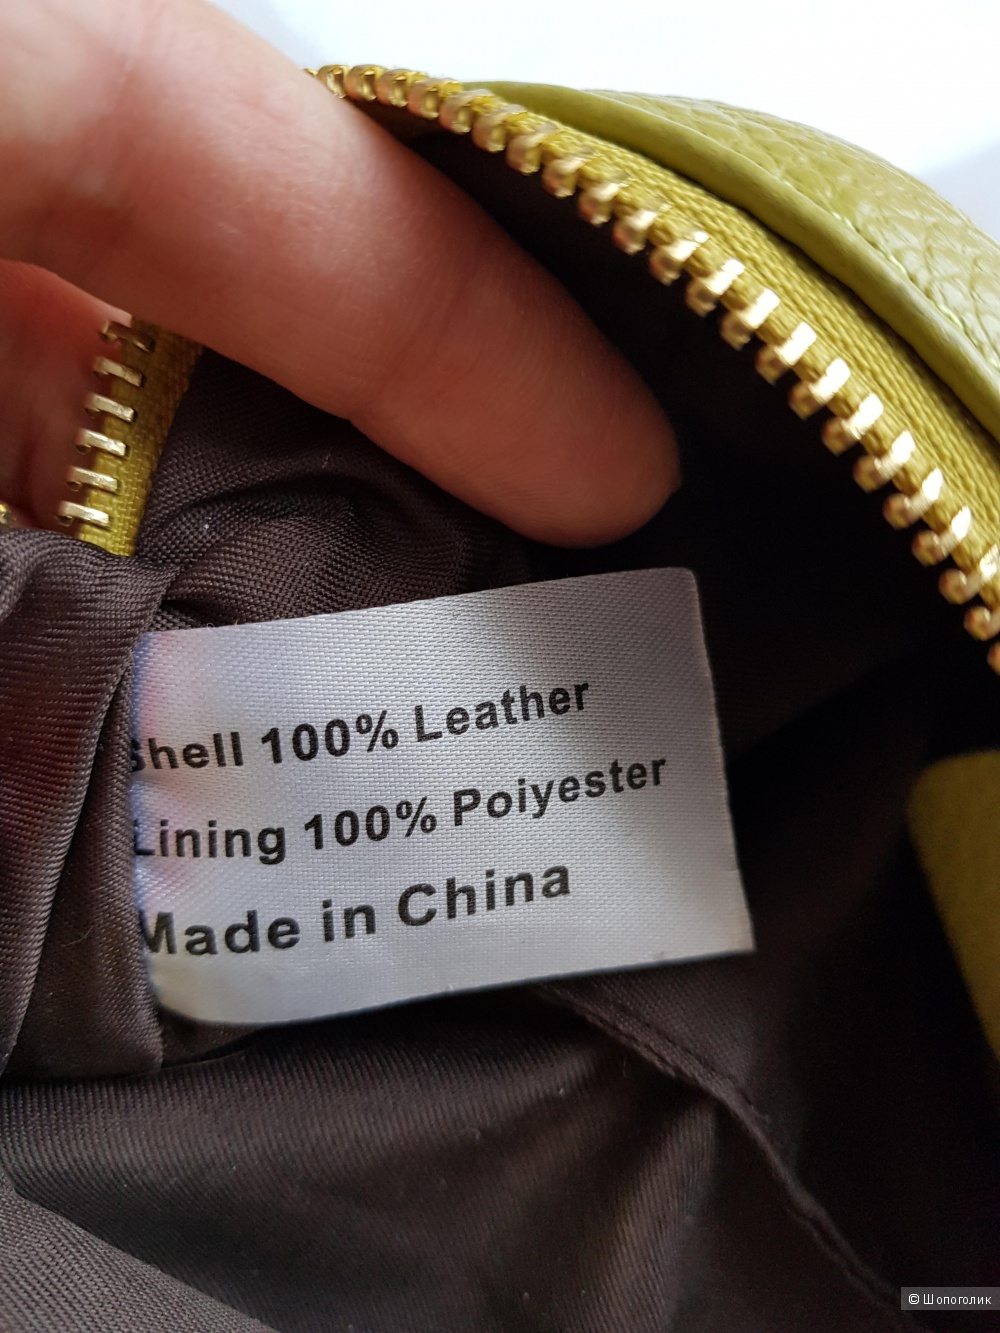 Shell 100% Leather
Lining 100% Poiyester
Made in China
© Шопоголик